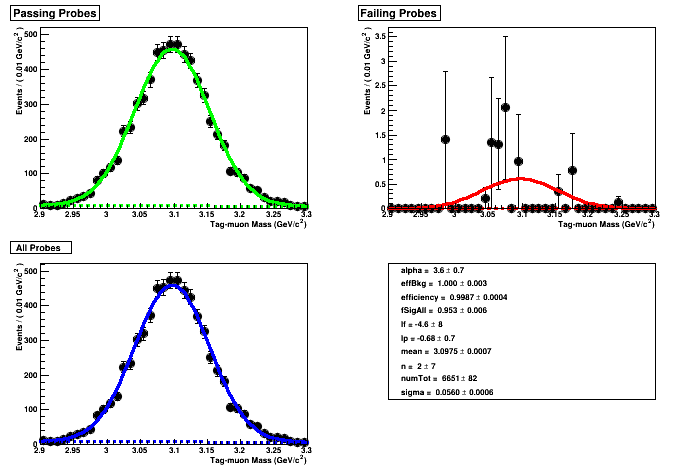 Passing Probes
Events / ( 0.01 GeV/c² )
500
400
300
200
100
0
2.9 2.95 3 3.05 3.1 3.15 3.2 3.25 3.3
Tag-muon Mass (GeV/c²)
Failing Probes
Events / ( 0.01 GeV/c² )
3.5
3
2.5
2
1.5
1
0.5
0
2.9 2.95 3 3.05 3.1 3.15 3.2 3.25 3.3
Tag-muon Mass (GeV/c²)
All Probes
Events / ( 0.01 GeV/c² )
500
400
300
200
100
0
2.9 2.95 3 3.05 3.1 3.15 3.2 3.25 3.3
Tag-muon Mass (GeV/c²)
alpha = 3.6 ± 0.7
effBkg = 1.000 ± 0.003
efficiency = 0.9987 ± 0.0004
fSigAll = 0.953 ± 0.006
lf = -4.6 ± 8
lp = -0.68 ± 0.7
mean = 3.0975 ± 0.0007
n = 2 ± 7
numTot = 6651 ± 82
sigma = 0.0560 ± 0.0006